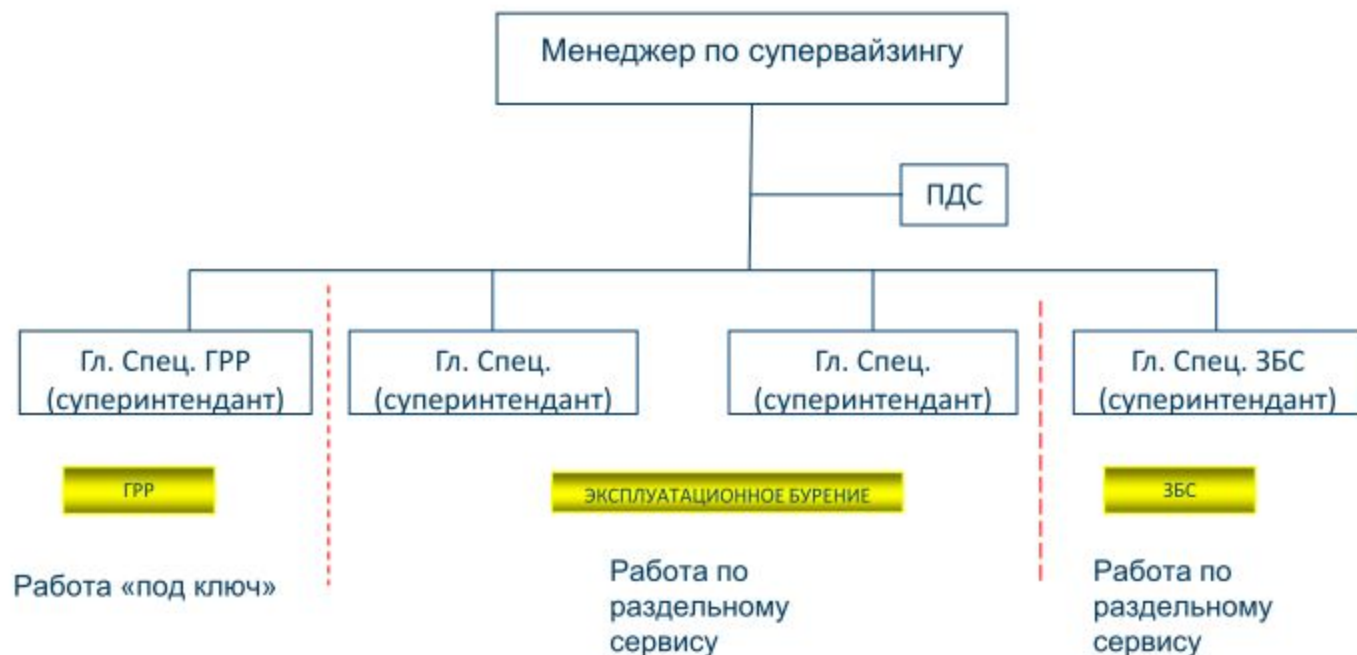 Менеджер по супервайзингу
ПДС
Гл. Спец. ГРР
(суперинтендант)
Гл. Спец.
(суперинтендант)
Гл. Спец.
(суперинтендант)
Гл. Спец. ЗБС
(суперинтендант)
ГРР
ЭКСПЛУАТАЦИОННОЕ БУРЕНИЕ
ЗБС
Работа «под ключ»
Работа по
раздельному
сервису
Работа по
раздельному
сервису